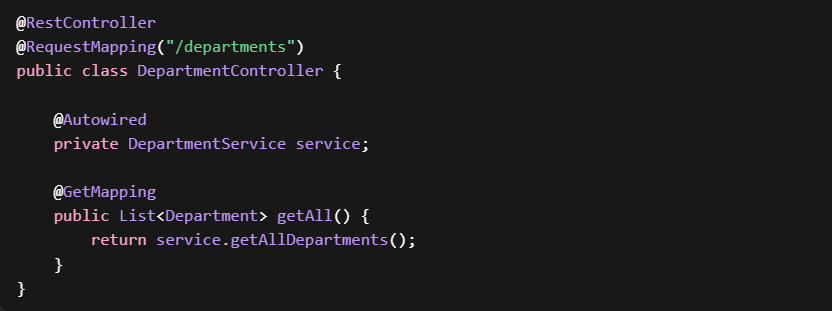 @RestController
@RequestMapping("/departments")
public class DepartmentController {
@Autowired
private DepartmentService service;
@GetMapping
public List<Department> getAll() {
return service.getAllDepartments();
}
}